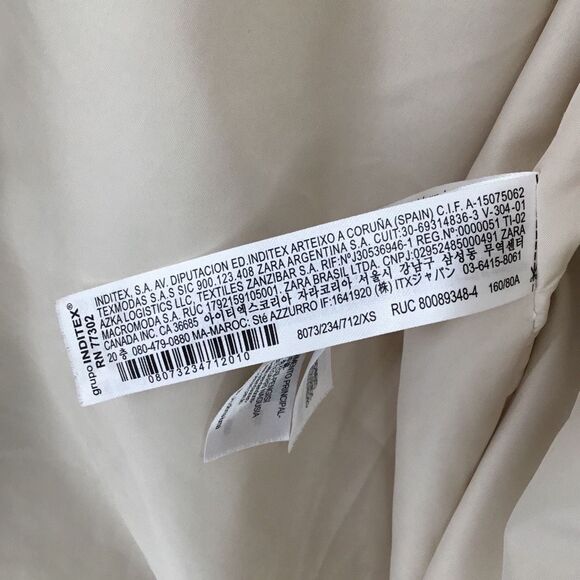 grupo INDITEX®
RN 77302
INDITEX, S.A. AV. DIPUTACION ED.INDITEX ARTEIXO A CORUÑA (SPAIN) C.I.F. A-15075062
TEXMODAS S.A.S SIC 900.123.408 ZARA ARGENTINA S.A. CUIT:30-69314836-3 V-304-01
AZKA LOGISTICS LLC, TEXTILES ZANZIBAR S.A. RIF:NºJ30536946-1 REG.Nº:0000051 TI-02
MACROMODA S.A. RUC 1792159105001. ZARA BRASIL LTDA. CNPJ:02952485000491 ZARA
CANADA INC. CA 36685 아이티엑스코리아 자라코리아 서울시 강남구 삼성동 무역센터
20 층 080-479-0880 MA-MAROC: Sté AZZURRO IF:1641920 (株) ITXジャパン 03-6415-8061
8073/234/712/XS
RUC 80089348-4
160/80A
08073234712010
PRINCIPAL-